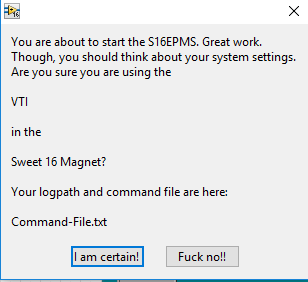 You are about to start the S16EPMS. Great work.
Though, you should think about your system settings.
Are you sure you are using the
VTI
in the
Sweet 16 Magnet?
Your logpath and command file are here:
Command-File.txt
I am certain! Fuck no!!